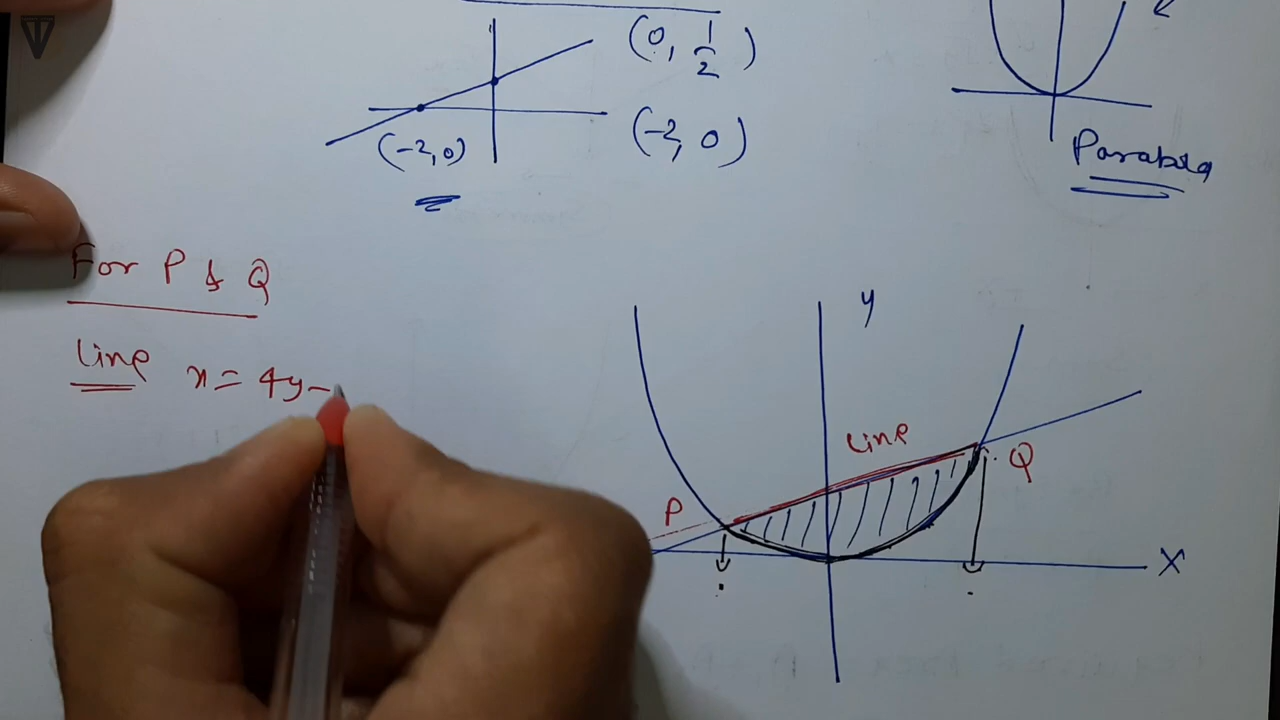 (0, 1/2)
(-2, 0)
(-2, 0)
Parabola
For P & Q
Line x = 4y -
y
Line
P
Q
X